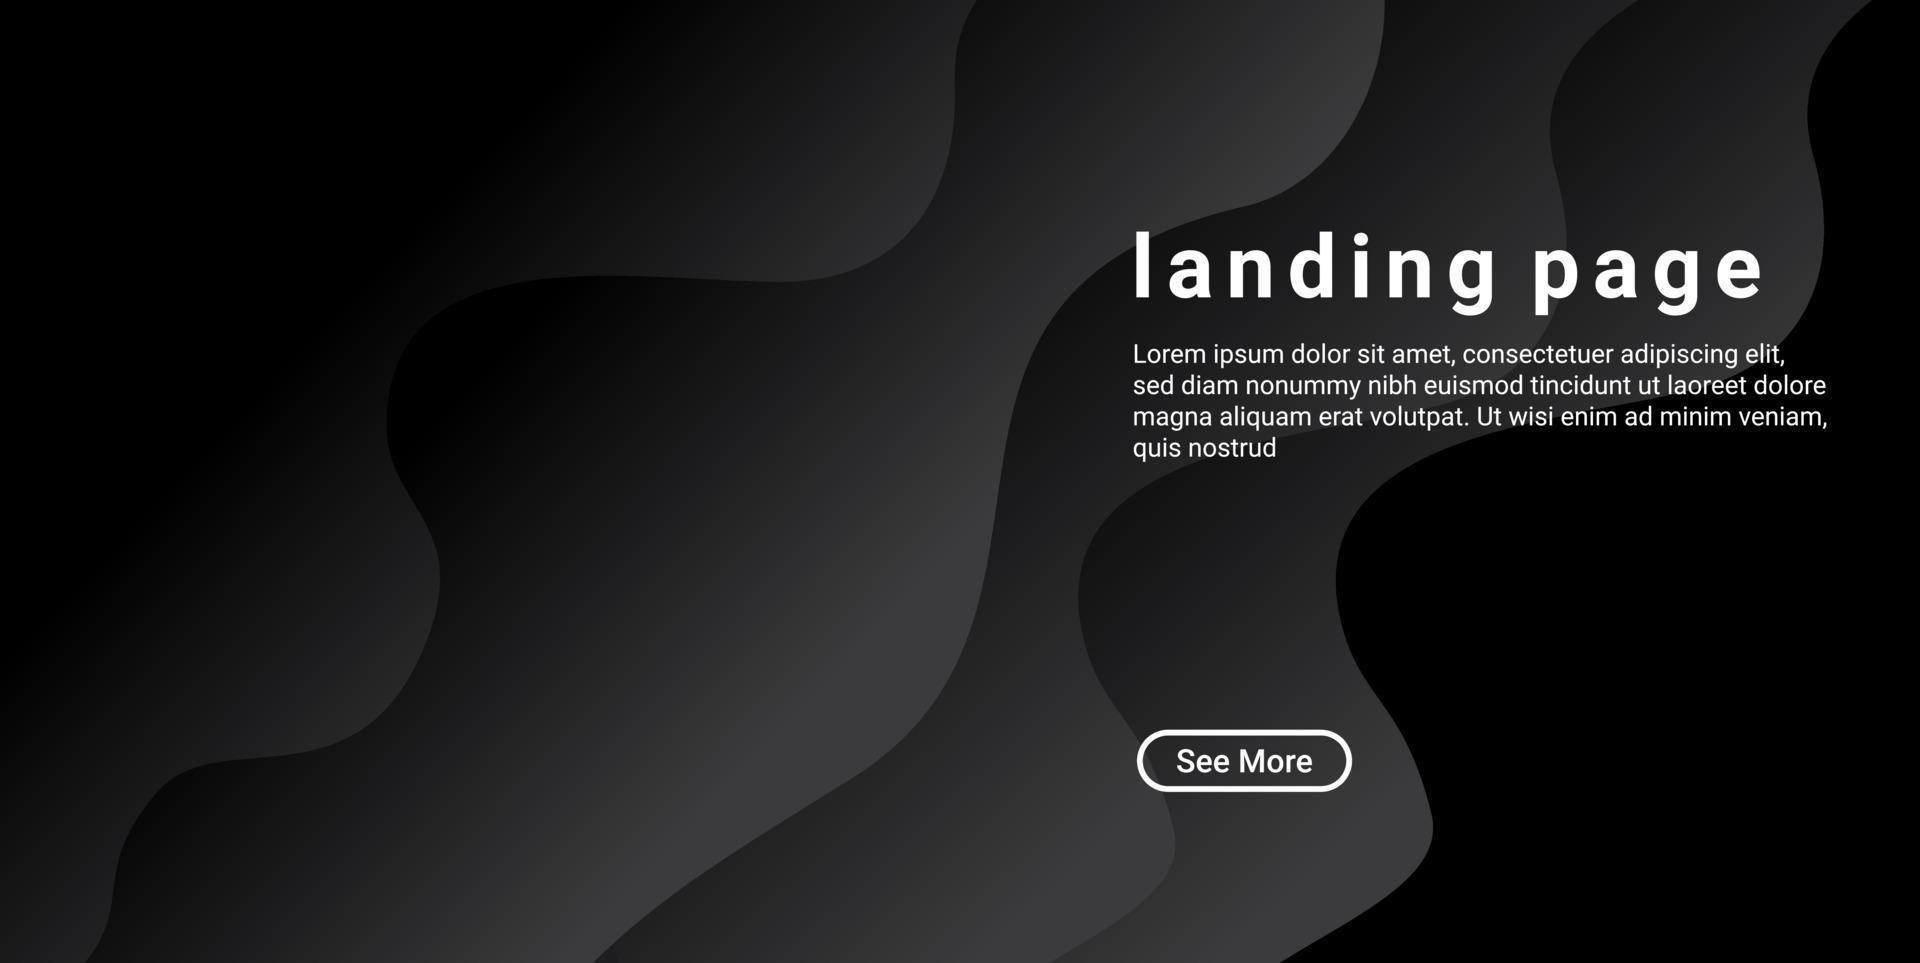 landing page
Lorem ipsum dolor sit amet, consectetuer adipiscing elit,
sed diam nonummy nibh euismod tincidunt ut laoreet dolore
magna aliquam erat volutpat. Ut wisi enim ad minim veniam,
quis nostrud
See More